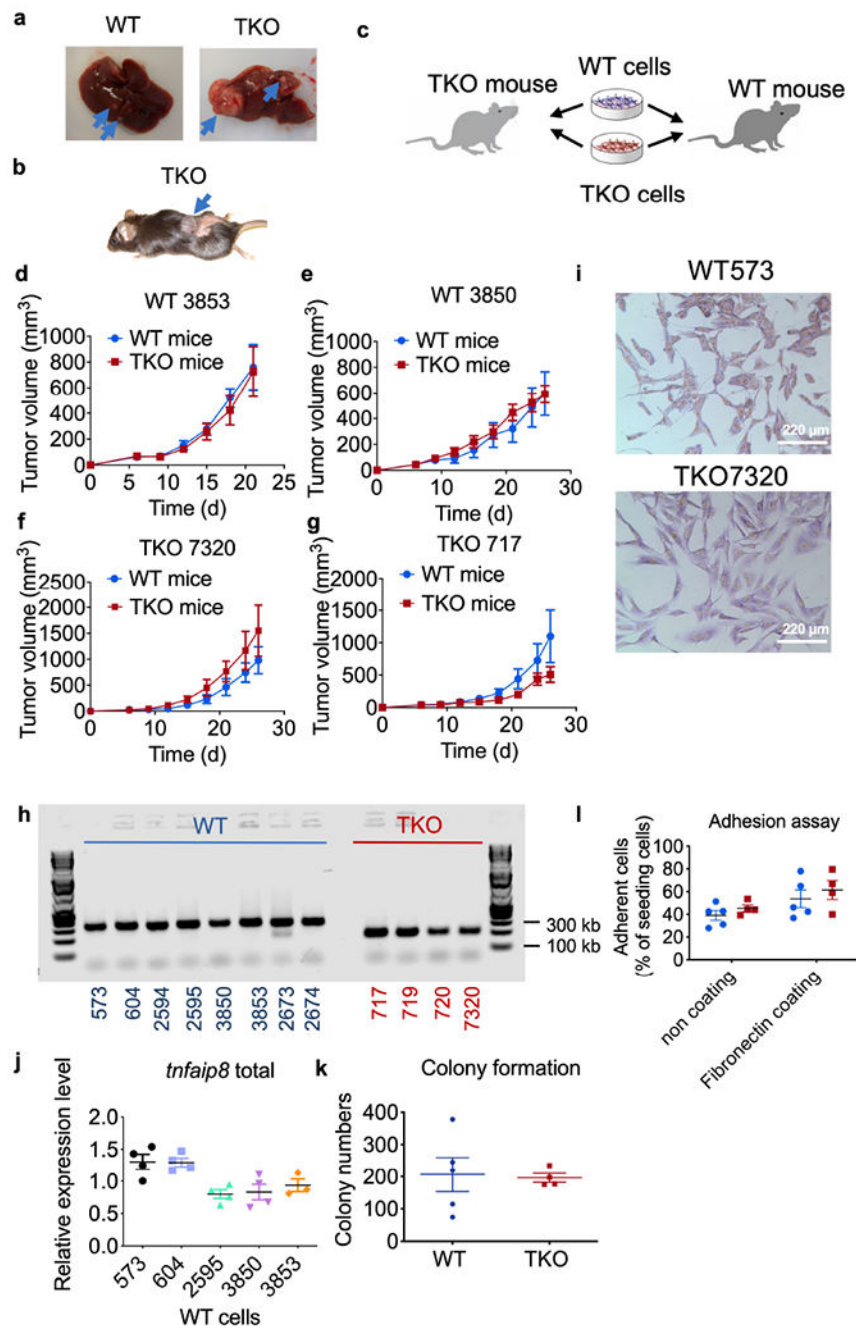 a
WT
TKO
b
TKO
c
WT cells
TKO mouse
WT mouse
TKO cells
d
WT 3853
Tumor volume (mm³)
1000
800
600
400
200
0
WT mice
TKO mice
0 5 10 15 20 25
Time (d)
e
WT 3850
Tumor volume (mm³)
1000
800
600
400
200
0
WT mice
TKO mice
0 10 20 30
Time (d)
f
TKO 7320
Tumor volume (mm³)
2500
2000
1500
1000
500
0
WT mice
TKO mice
0 10 20 30
Time (d)
g
TKO 717
Tumor volume (mm³)
2000
1500
1000
500
0
WT mice
TKO mice
0 10 20 30
Time (d)
i
WT573
220 µm
TKO7320
220 µm
h
WT
TKO
300 kb
100 kb
573 604 2594 2595 3850 3853 2673 2674
717 719 720 7320
l
Adhesion assay
Adherent cells
(% of seeding cells)
100
80
60
40
20
0
non coating
Fibronectin coating
j
tnfaip8 total
Relative expression level
2.0
1.5
1.0
0.5
0.0
573 604 2595 3850 3853
WT cells
k
Colony formation
Colony numbers
400
300
200
100
0
WT TKO